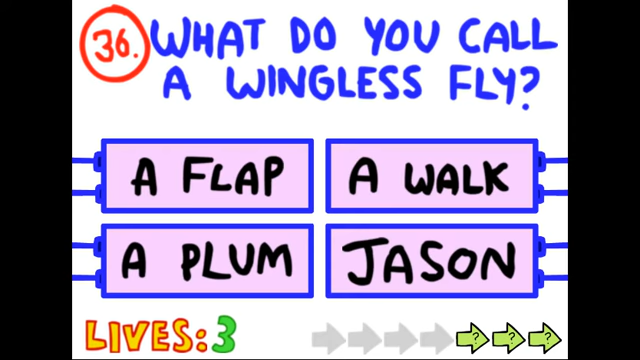 36. WHAT DO YOU CALL
A WINGLESS FLY?
A FLAP
A WALK
A PLUM
JASON
LIVES: 3
? ? ?